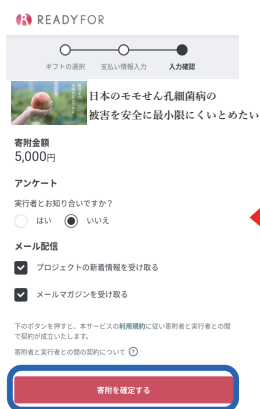 READYFOR
ギフトの選択 支払い情報入力 入力確認
日本のモモせん孔細菌病の
被害を安全に最小限にくいとめたい
寄附金額
5,000円
アンケート
実行者とお知り合いですか？
はい いいえ
メール配信
プロジェクトの新着情報を受け取る
メールマガジンを受け取る
下のボタンを押すと、本サービスの利用規約に従い寄附者と実行者との間
で契約が成立いたします。
寄附者と実行者との間の契約について ?
寄附を確定する